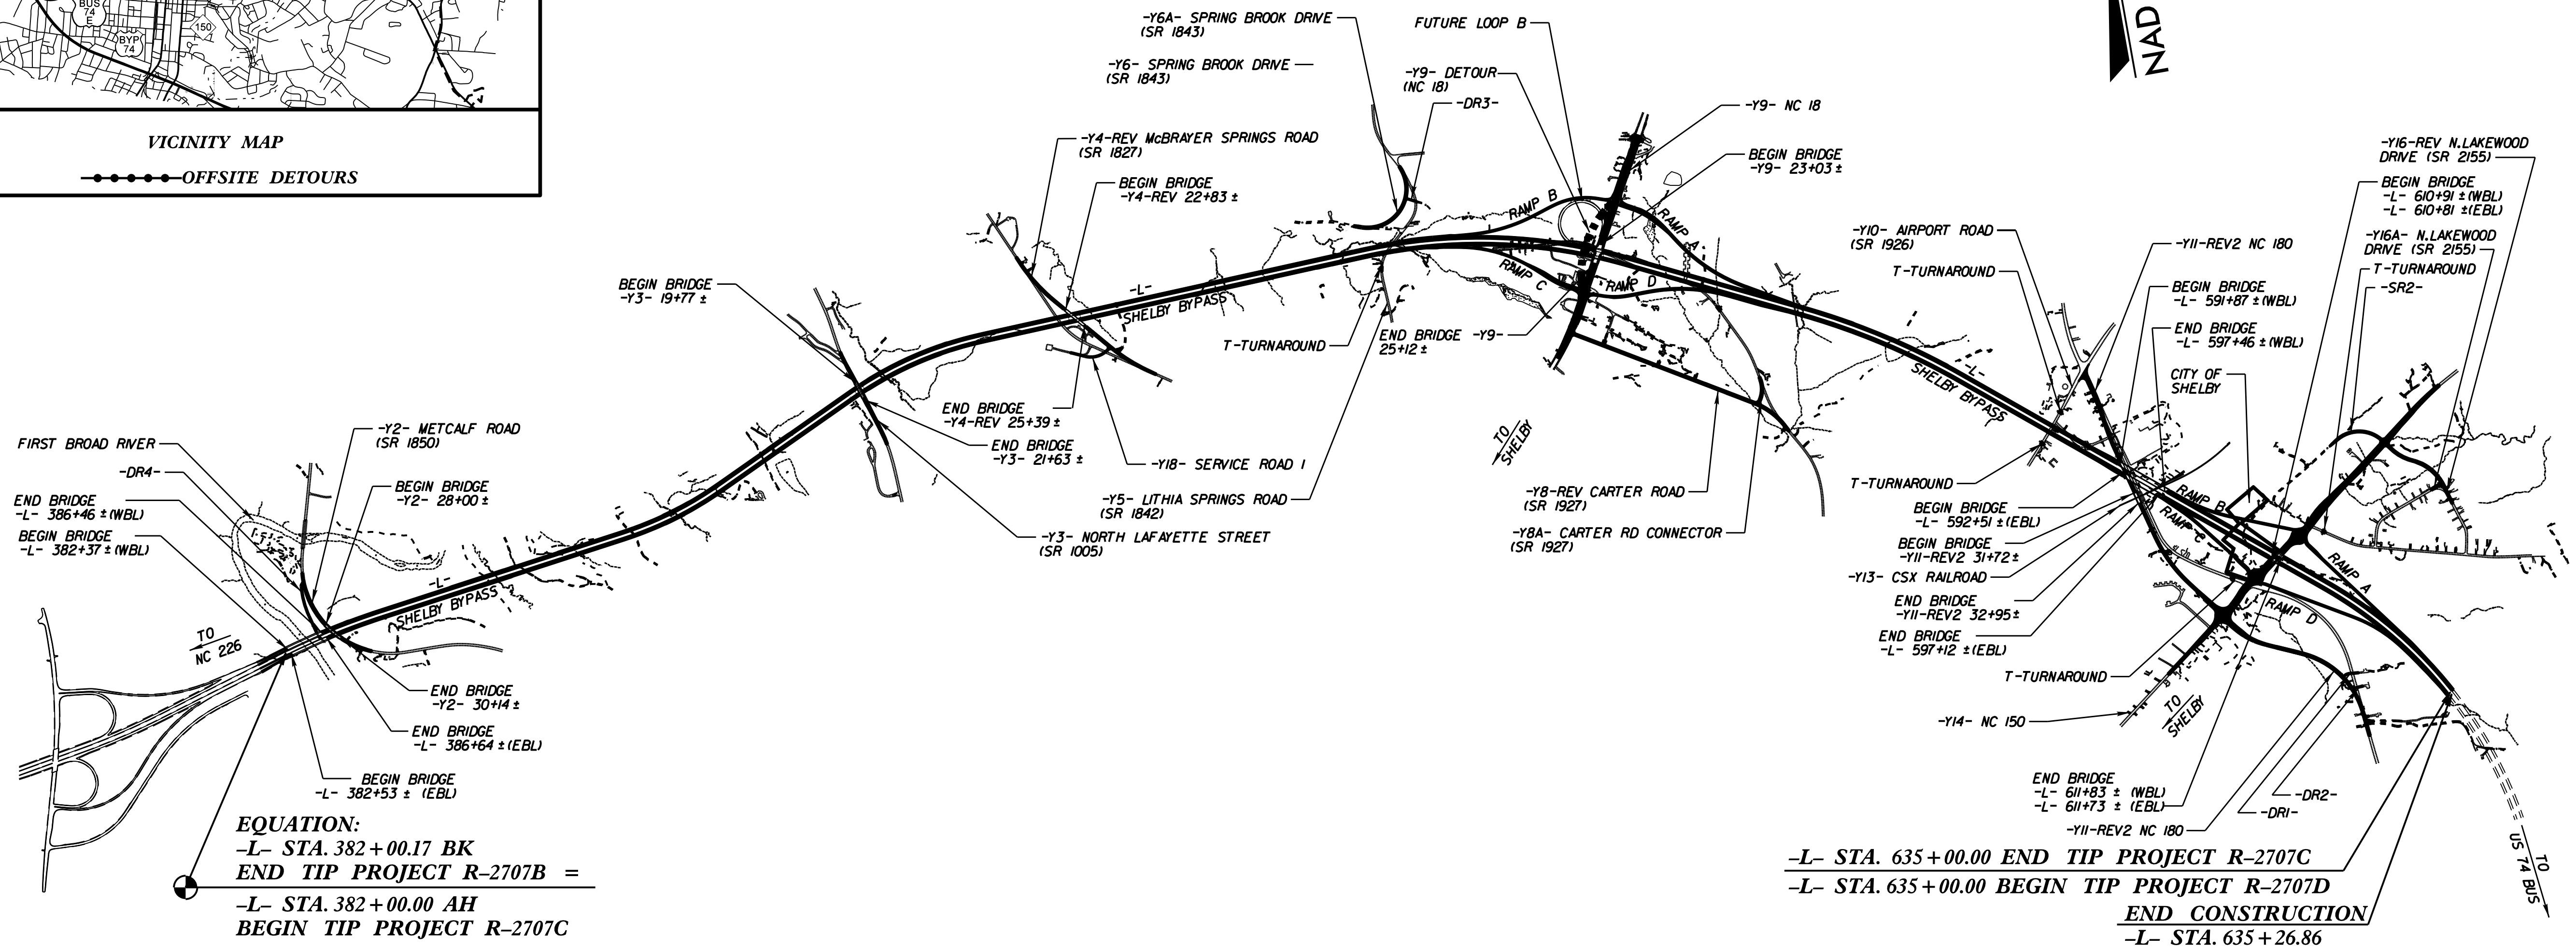 BUS
74
E
BYP
74
150
VICINITY MAP
OFFSITE DETOURS
NAD
-Y6A- SPRING BROOK DRIVE
(SR 1843)
-Y6- SPRING BROOK DRIVE
(SR 1843)
FUTURE LOOP B
-Y9- DETOUR
(NC 18)
-DR3-
-Y9- NC 18
BEGIN BRIDGE
-Y9- 23+03 ±
-Y4-REV McBRAYER SPRINGS ROAD
(SR 1827)
BEGIN BRIDGE
-Y4-REV 22+83 ±
RAMP B
RAMP A
RAMP C
RAMP D
BEGIN BRIDGE
-Y3- 19+77 ±
-L-
SHELBY BYPASS
T-TURNAROUND
END BRIDGE -Y9-
25+12 ±
END BRIDGE
-Y4-REV 25+39 ±
END BRIDGE
-Y3- 21+63 ±
-Y18- SERVICE ROAD 1
-Y5- LITHIA SPRINGS ROAD
(SR 1842)
-Y3- NORTH LAFAYETTE STREET
(SR 1005)
TO
SHELBY
-Y8-REV CARTER ROAD
(SR 1927)
-Y8A- CARTER RD CONNECTOR
(SR 1927)
FIRST BROAD RIVER
-DR4-
END BRIDGE
-L- 386+46 ±(WBL)
BEGIN BRIDGE
-L- 382+37 ±(WBL)
-Y2- METCALF ROAD
(SR 1850)
BEGIN BRIDGE
-Y2- 28+00 ±
-L-
SHELBY BYPASS
TO
NC 226
END BRIDGE
-Y2- 30+14 ±
END BRIDGE
-L- 386+64 ±(EBL)
BEGIN BRIDGE
-L- 382+53 ± (EBL)
EQUATION:
–L– STA. 382+00.17 BK
END TIP PROJECT R–2707B =
–L– STA. 382+00.00 AH
BEGIN TIP PROJECT R–2707C
-L-
SHELBY BYPASS
-Y10- AIRPORT ROAD
(SR 1926)
T-TURNAROUND
-Y11-REV2 NC 180
BEGIN BRIDGE
-L- 591+87 ±(WBL)
END BRIDGE
-L- 597+46 ±(WBL)
CITY OF
SHELBY
-Y16-REV N.LAKEWOOD
DRIVE (SR 2155)
BEGIN BRIDGE
-L- 610+91 ±(WBL)
-L- 610+81 ±(EBL)
-Y16A- N.LAKEWOOD
DRIVE (SR 2155)
T-TURNAROUND
-SR2-
T-TURNAROUND
BEGIN BRIDGE
-L- 592+51 ±(EBL)
BEGIN BRIDGE
-Y11-REV2 31+72 ±
-Y13- CSX RAILROAD
END BRIDGE
-Y11-REV2 32+95±
END BRIDGE
-L- 597+12 ±(EBL)
T-TURNAROUND
RAMP B
RAMP C
RAMP A
RAMP D
-Y14- NC 150
TO
SHELBY
END BRIDGE
-L- 611+83 ± (WBL)
-L- 611+73 ± (EBL)
-DR2-
-DR1-
-Y11-REV2 NC 180
TO
US 74 BUS
–L– STA. 635+00.00 END TIP PROJECT R–2707C
–L– STA. 635+00.00 BEGIN TIP PROJECT R–2707D
END CONSTRUCTION
–L– STA. 635+26.86